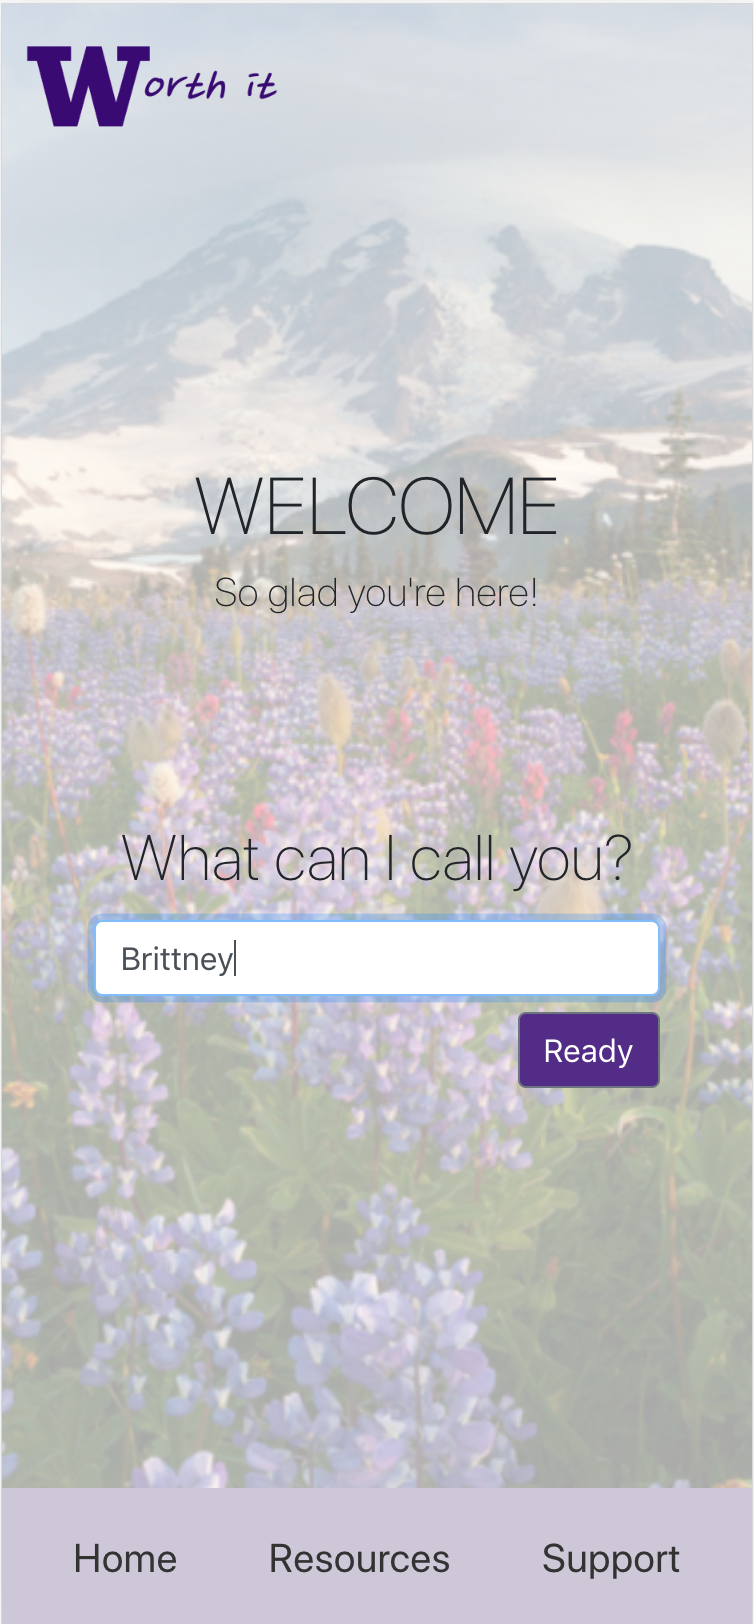 Worth it
WELCOME
So glad you're here!
What can I call you?
Brittney
Ready
Home Resources Support